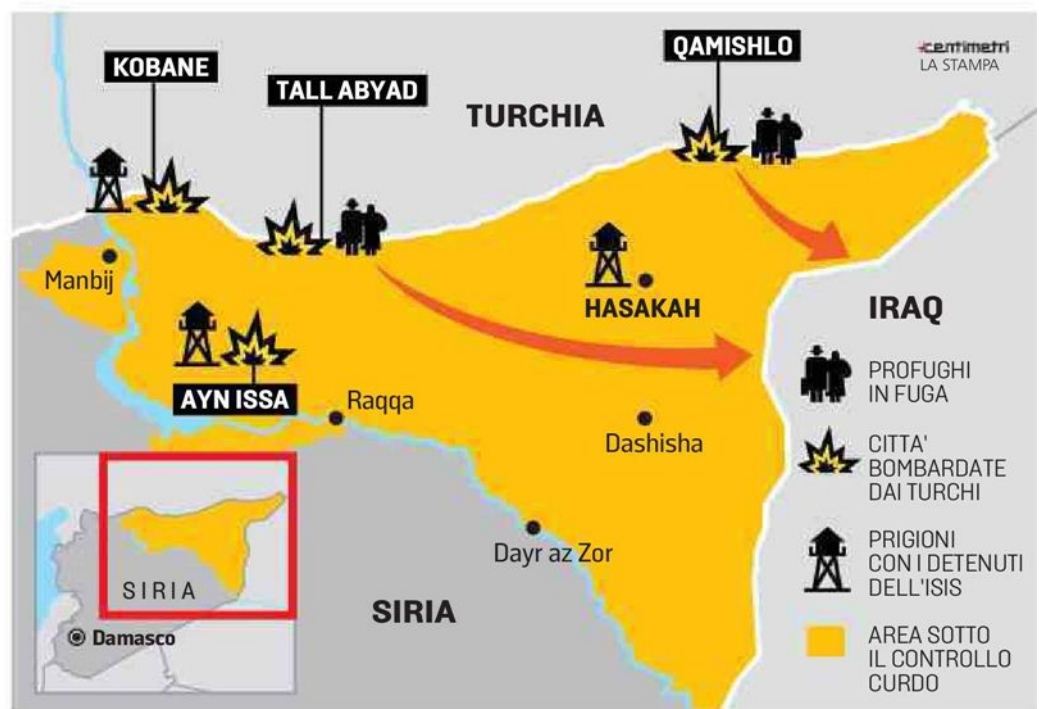 KOBANE
TALL ABYAD
QAMISHLO
centimetri
LA STAMPA
TURCHIA
Manbij
HASAKAH
IRAQ
AYN ISSA
Raqqa
Dashisha
Dayr az Zor
SIRIA
PROFUGHI
IN FUGA
CITTA'
BOMBARDATE
DAI TURCHI
PRIGIONI
CON I DETENUTI
DELL'ISIS
AREA SOTTO
IL CONTROLLO
CURDO
SIRIA
Damasco